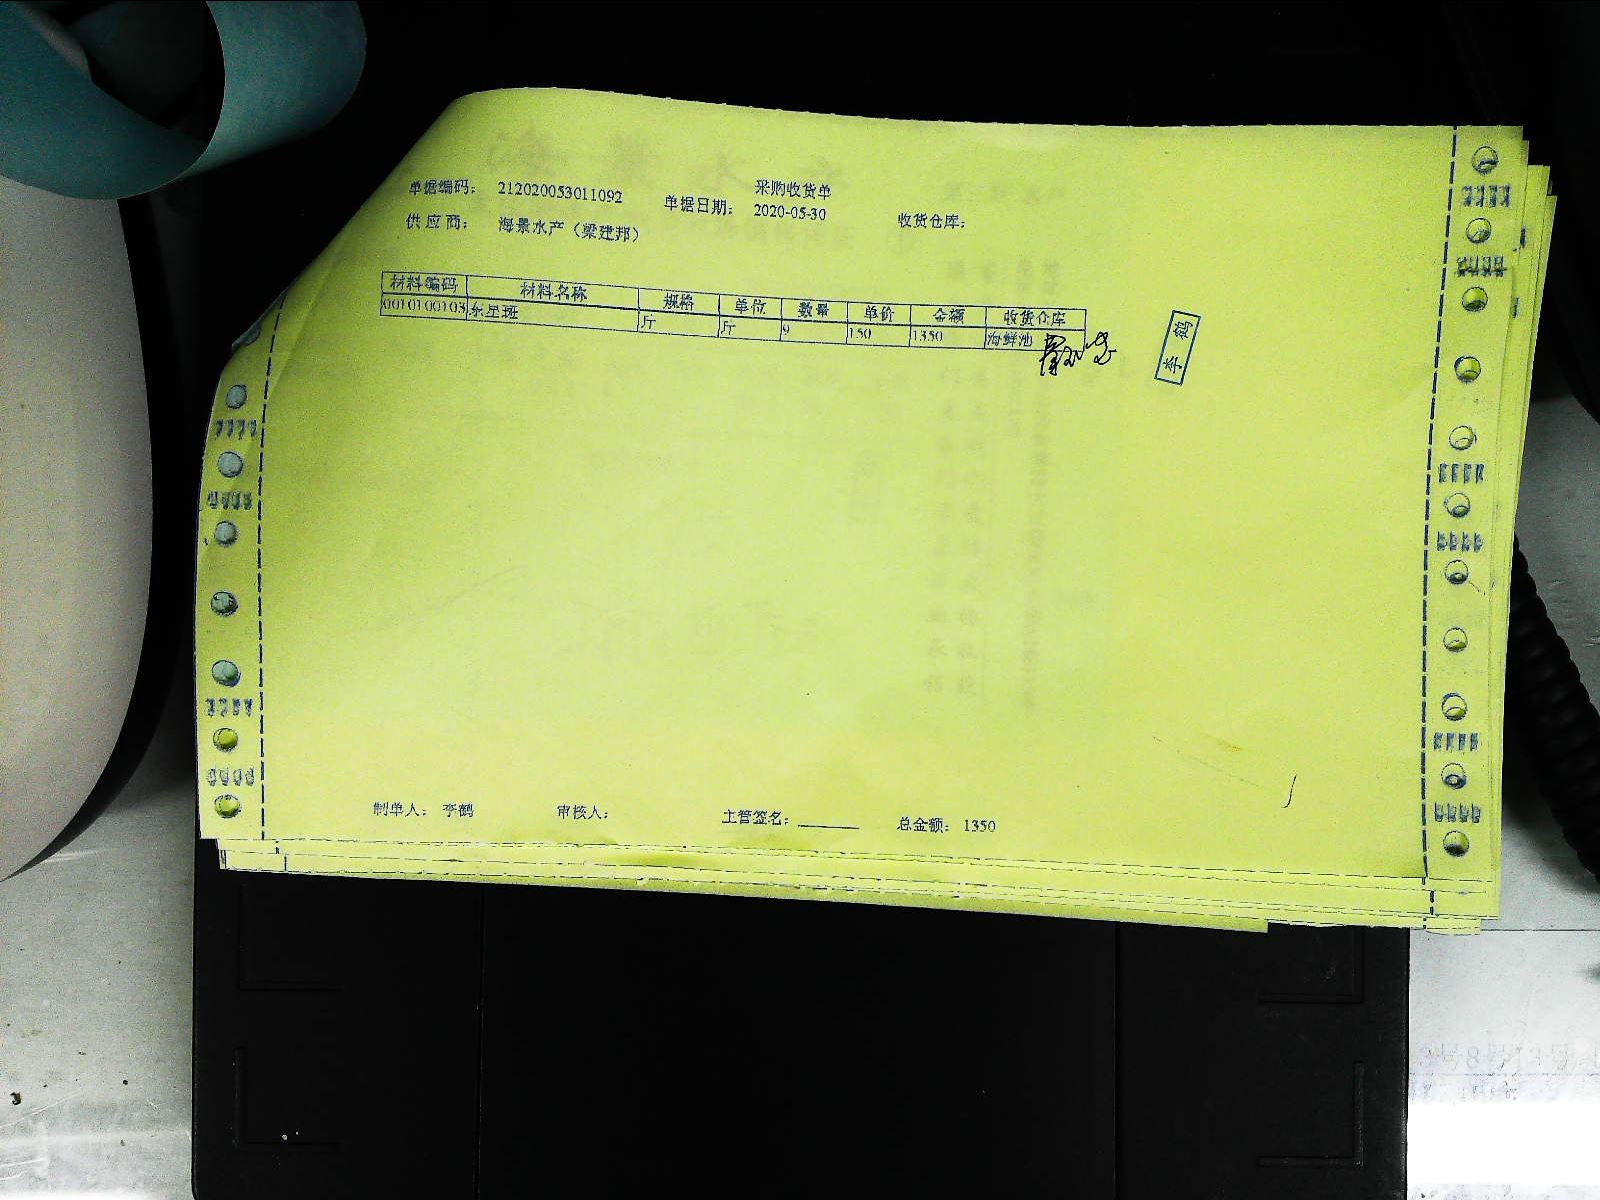 采购收货单
单据编码： 212020053011092 单据日期： 2020-05-30 收货仓库：
供 应 商： 海景水产（梁建邦）
材料编码 材料名称 规格 单位 数量 单价 金额 收货仓库
0010100103 东星斑 斤 斤 9 150 1350 海鲜池
李鹤
制单人： 李鹤 审核人： 主管签名： 总金额： 1350